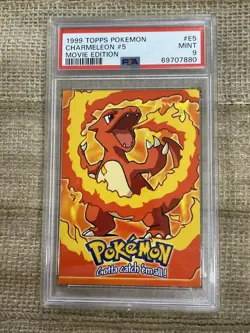 1999 TOPPS POKEMON #E5
CHARMELEON #5 MINT
MOVIE EDITION 9
PSA 69707880
POKéMON
Gotta catch 'em all!